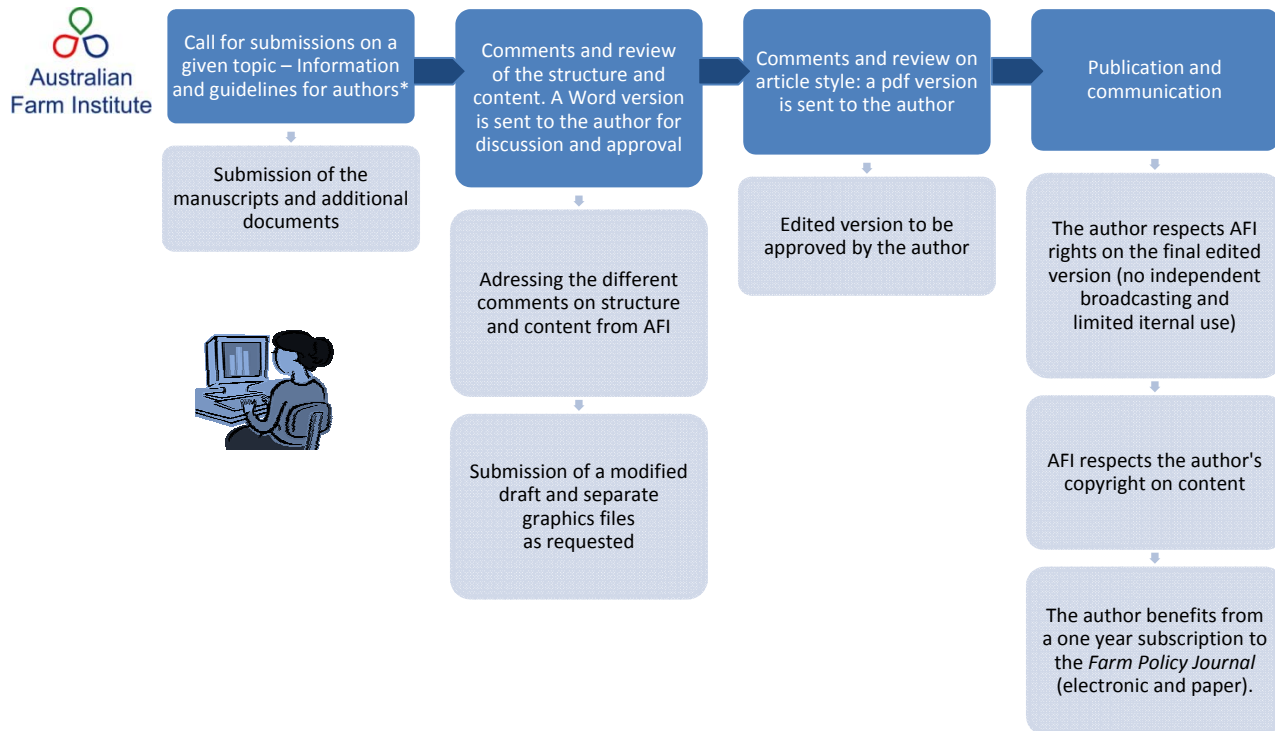 Australian
Farm Institute
Call for submissions on a
given topic – Information
and guidelines for authors*
Submission of the
manuscripts and additional
documents
Comments and review
of the structure and
content. A Word version
is sent to the author for
discussion and approval
Adressing the different
comments on structure
and content from AFI
Submission of a modified
draft and separate
graphics files
as requested
Comments and review on
article style: a pdf version
is sent to the author
Edited version to be
approved by the author
Publication and
communication
The author respects AFI
rights on the final edited
version (no independent
broadcasting and
limited iternal use)
AFI respects the author's
copyright on content
The author benefits from
a one year subscription to
the Farm Policy Journal
(electronic and paper).